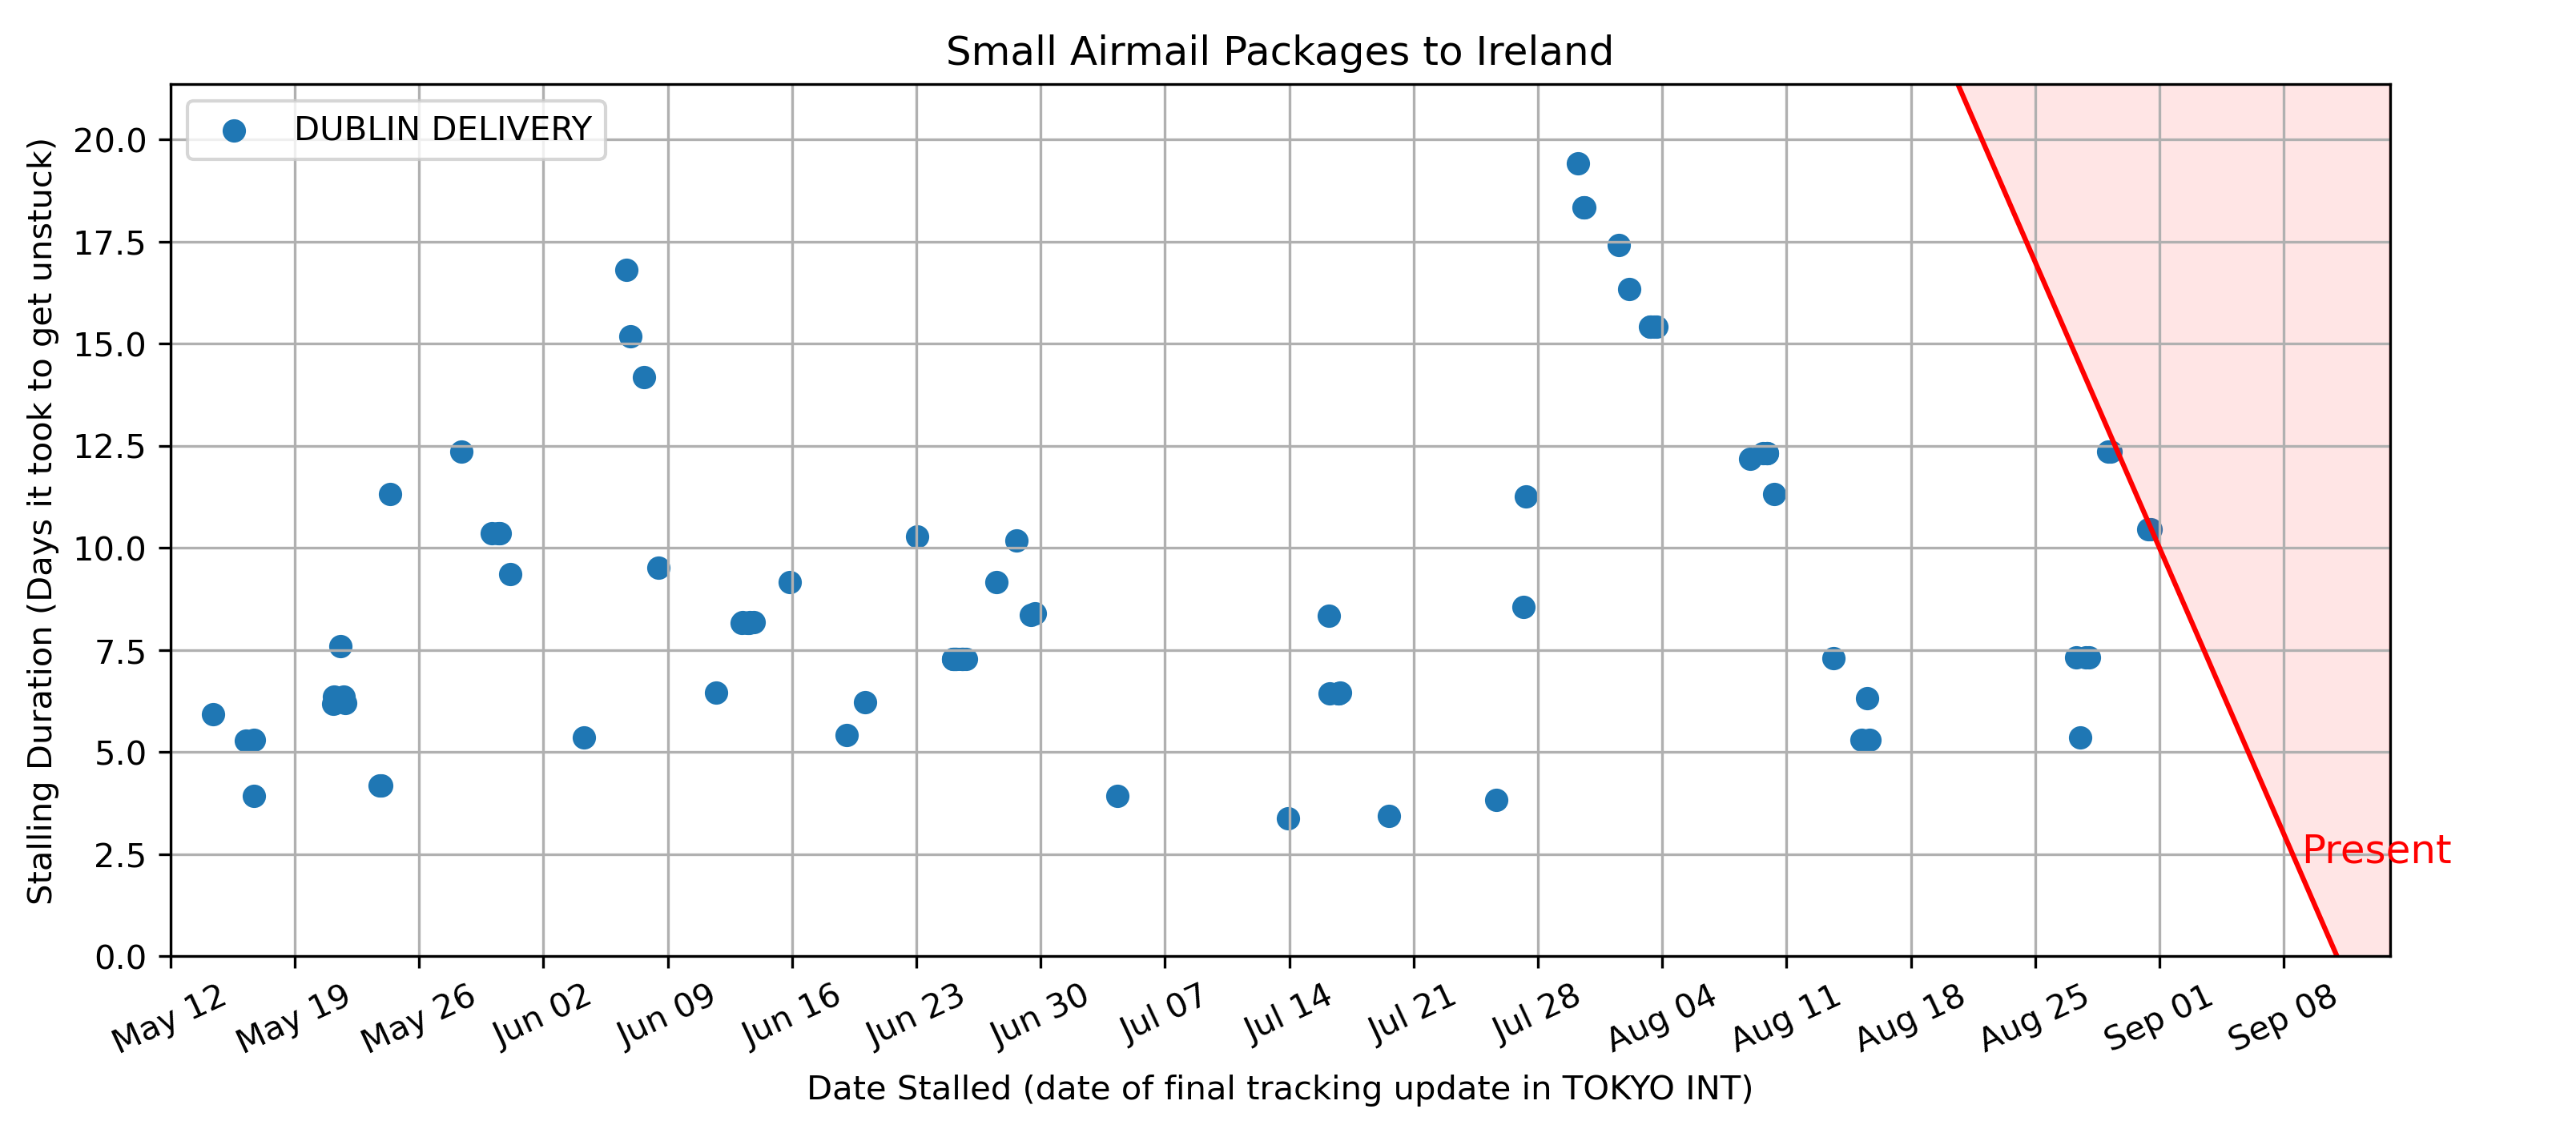 Small Airmail Packages to Ireland
DUBLIN DELIVERY
Stalling Duration (Days it took to get unstuck)
20.0
17.5
15.0
12.5
10.0
7.5
5.0
2.5
0.0
Present
May 12
May 19
May 26
Jun 02
Jun 09
Jun 16
Jun 23
Jun 30
Jul 07
Jul 14
Jul 21
Jul 28
Aug 04
Aug 11
Aug 18
Aug 25
Sep 01
Sep 08
Date Stalled (date of final tracking update in TOKYO INT)